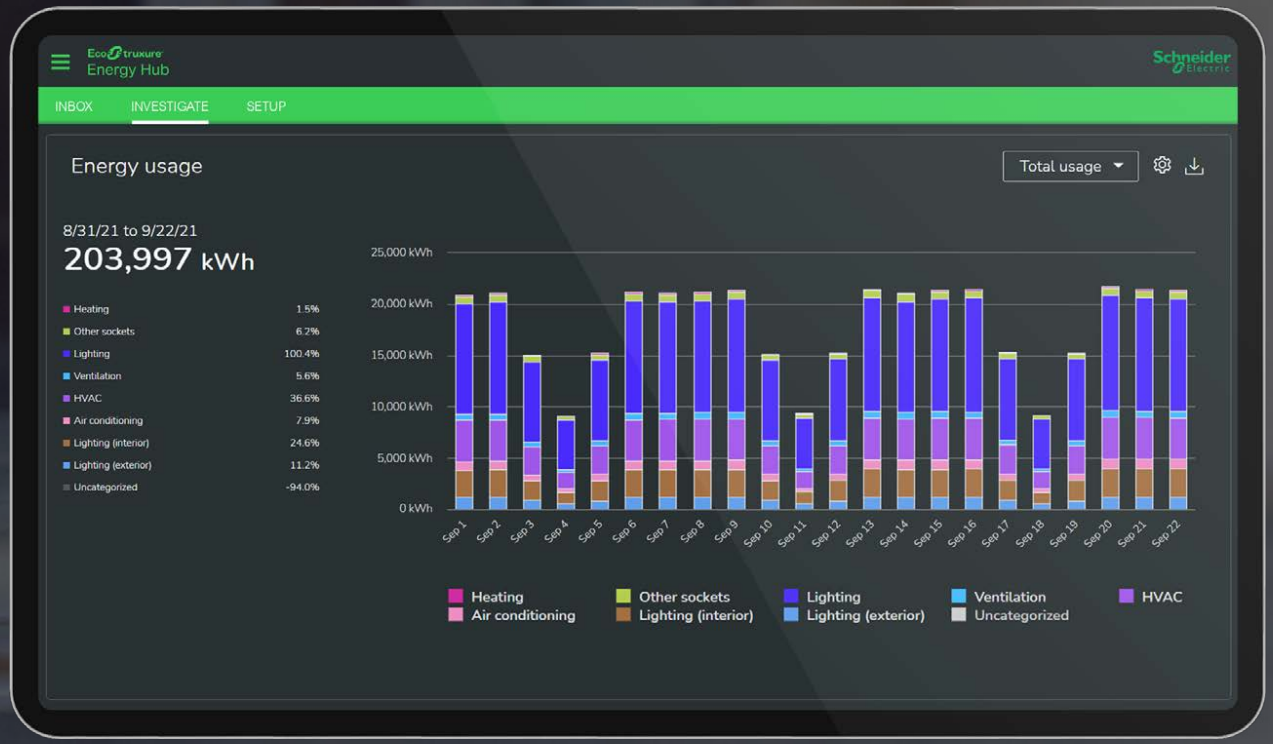 EcoStruxure
Energy Hub
Schneider
Electric
INBOX INVESTIGATE SETUP
Energy usage
Total usage
8/31/21 to 9/22/21
203,997 kWh
Heating 1.5%
Other sockets 6.2%
Lighting 100.4%
Ventilation 5.6%
HVAC 36.6%
Air conditioning 7.9%
Lighting (interior) 24.6%
Lighting (exterior) 11.2%
Uncategorized -94.0%
25,000 kWh
20,000 kWh
15,000 kWh
10,000 kWh
5,000 kWh
0 kWh
Sep 1 Sep 2 Sep 3 Sep 4 Sep 5 Sep 6 Sep 7 Sep 8 Sep 9 Sep 10 Sep 11 Sep 12 Sep 13 Sep 14 Sep 15 Sep 16 Sep 17 Sep 18 Sep 19 Sep 20 Sep 21 Sep 22
Heating Other sockets Lighting Ventilation HVAC
Air conditioning Lighting (interior) Lighting (exterior) Uncategorized